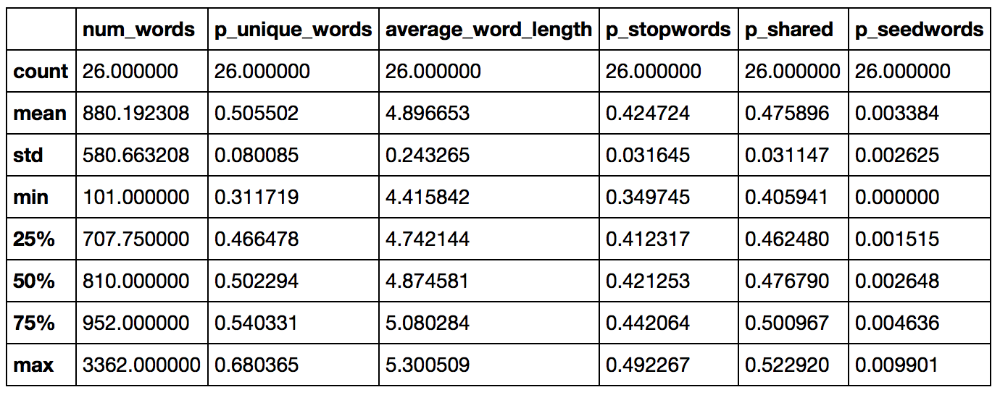 num_words p_unique_words average_word_length p_stopwords p_shared p_seedwords
count 26.000000 26.000000 26.000000 26.000000 26.000000 26.000000
mean 880.192308 0.505502 4.896653 0.424724 0.475896 0.003384
std 580.663208 0.080085 0.243265 0.031645 0.031147 0.002625
min 101.000000 0.311719 4.415842 0.349745 0.405941 0.000000
25% 707.750000 0.466478 4.742144 0.412317 0.462480 0.001515
50% 810.000000 0.502294 4.874581 0.421253 0.476790 0.002648
75% 952.000000 0.540331 5.080284 0.442064 0.500967 0.004636
max 3362.000000 0.680365 5.300509 0.492267 0.522920 0.009901